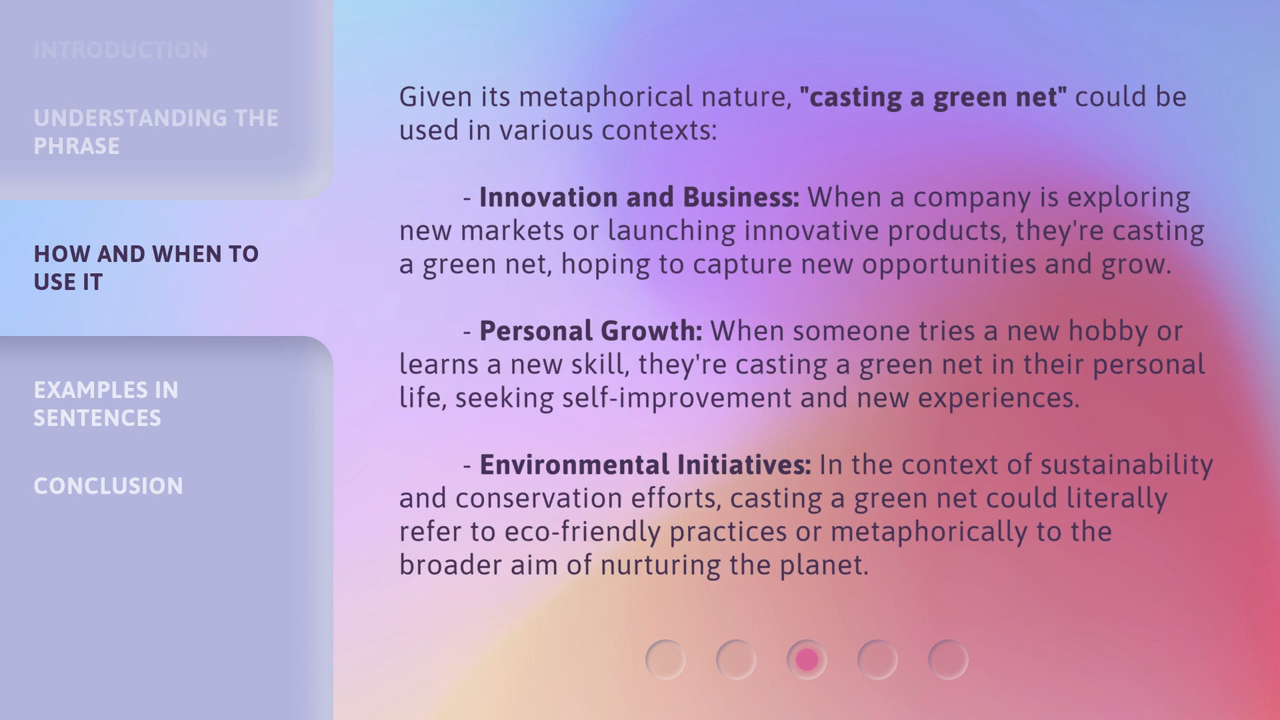 INTRODUCTION
UNDERSTANDING THE
PHRASE
HOW AND WHEN TO
USE IT
EXAMPLES IN
SENTENCES
CONCLUSION
Given its metaphorical nature, "casting a green net" could be
used in various contexts:
- Innovation and Business: When a company is exploring
new markets or launching innovative products, they're casting
a green net, hoping to capture new opportunities and grow.
- Personal Growth: When someone tries a new hobby or
learns a new skill, they're casting a green net in their personal
life, seeking self-improvement and new experiences.
- Environmental Initiatives: In the context of sustainability
and conservation efforts, casting a green net could literally
refer to eco-friendly practices or metaphorically to the
broader aim of nurturing the planet.